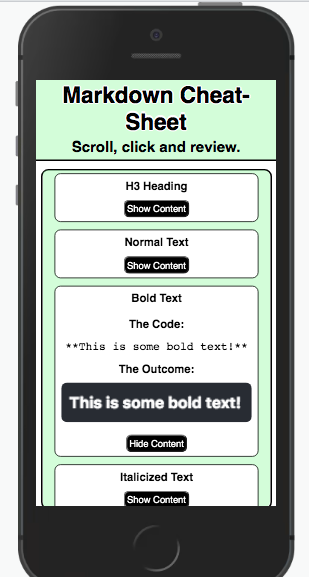 Markdown Cheat-
Sheet
Scroll, click and review.
H3 Heading
Show Content
Normal Text
Show Content
Bold Text
The Code:
**This is some bold text!**
The Outcome:
This is some bold text!
Hide Content
Italicized Text
Show Content